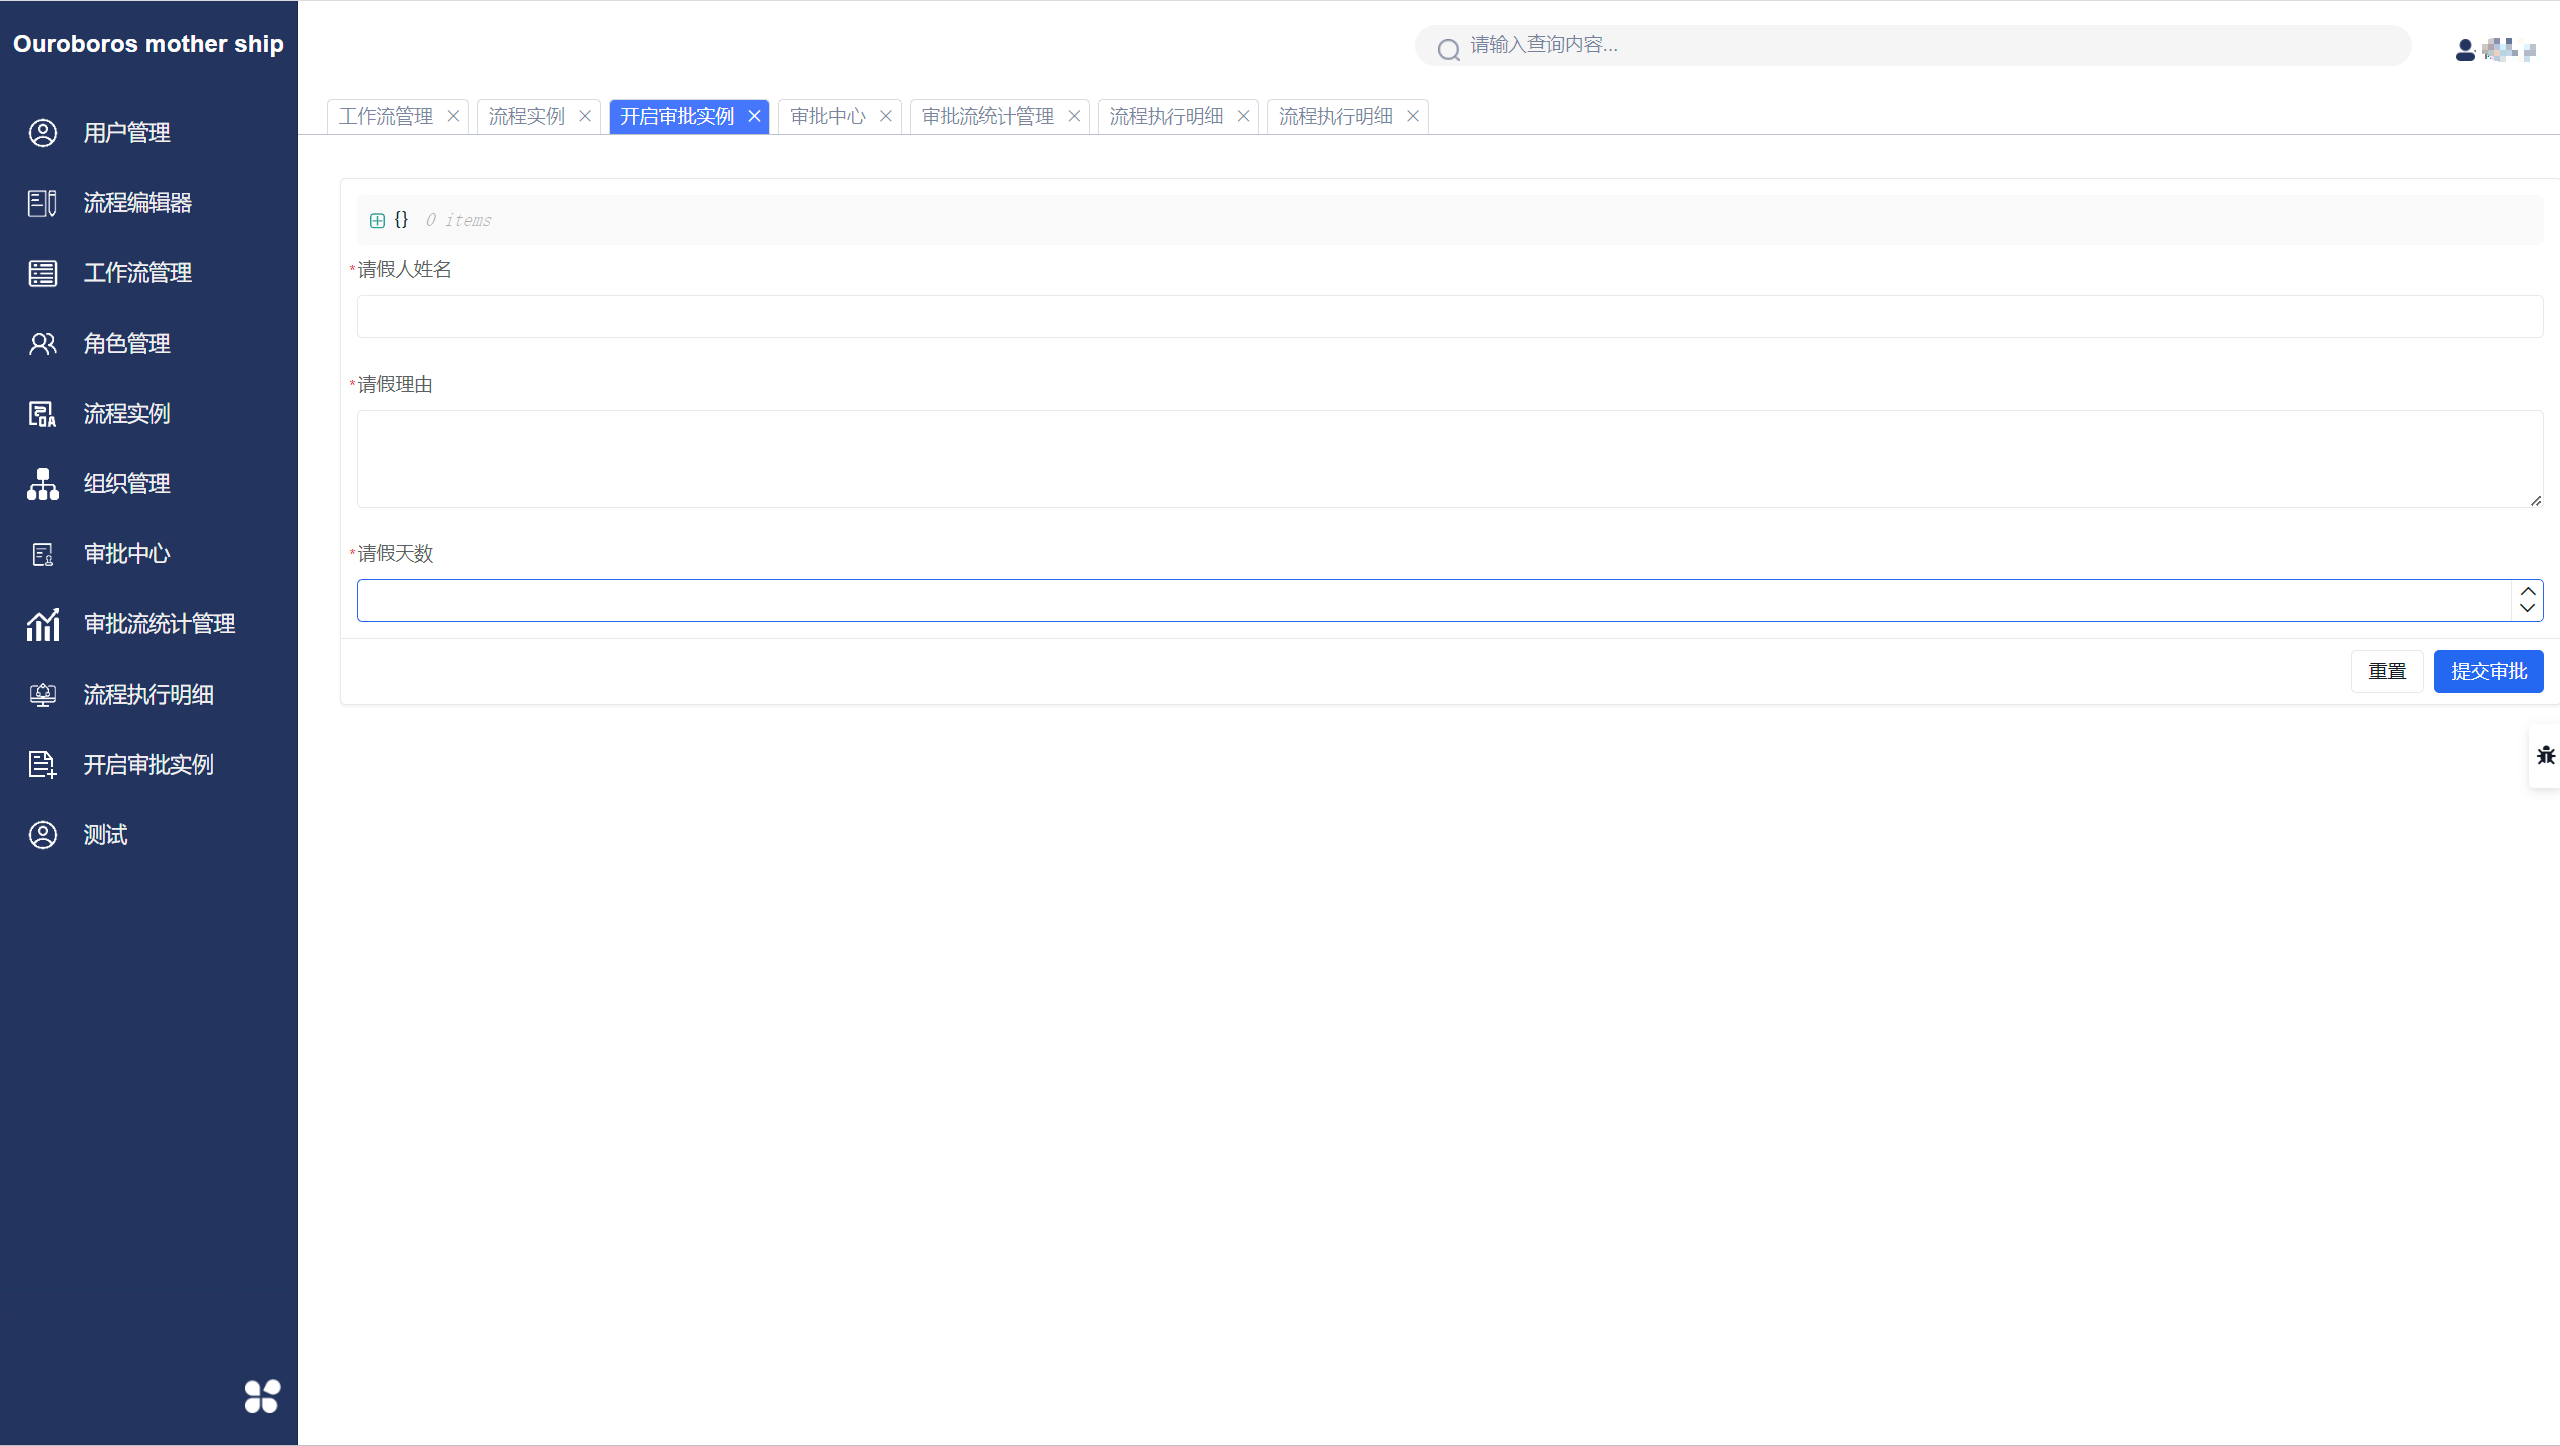 Ouroboros mother ship
请输入查询内容...
用户管理
流程编辑器
工作流管理
角色管理
流程实例
组织管理
审批中心
审批流统计管理
流程执行明细
开启审批实例
测试
工作流管理 流程实例 开启审批实例 审批中心 审批流统计管理 流程执行明细 流程执行明细
{} 0 items
*请假人姓名
*请假理由
*请假天数
重置 提交审批